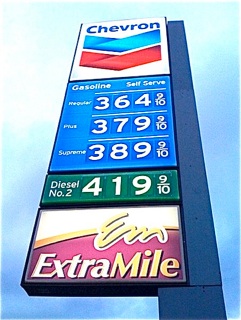 Chevron
Gasoline Self Serve
Regular 364 9/10
Plus 379 9/10
Supreme 389 9/10
Diesel No. 2 419 9/10
Em
ExtraMile